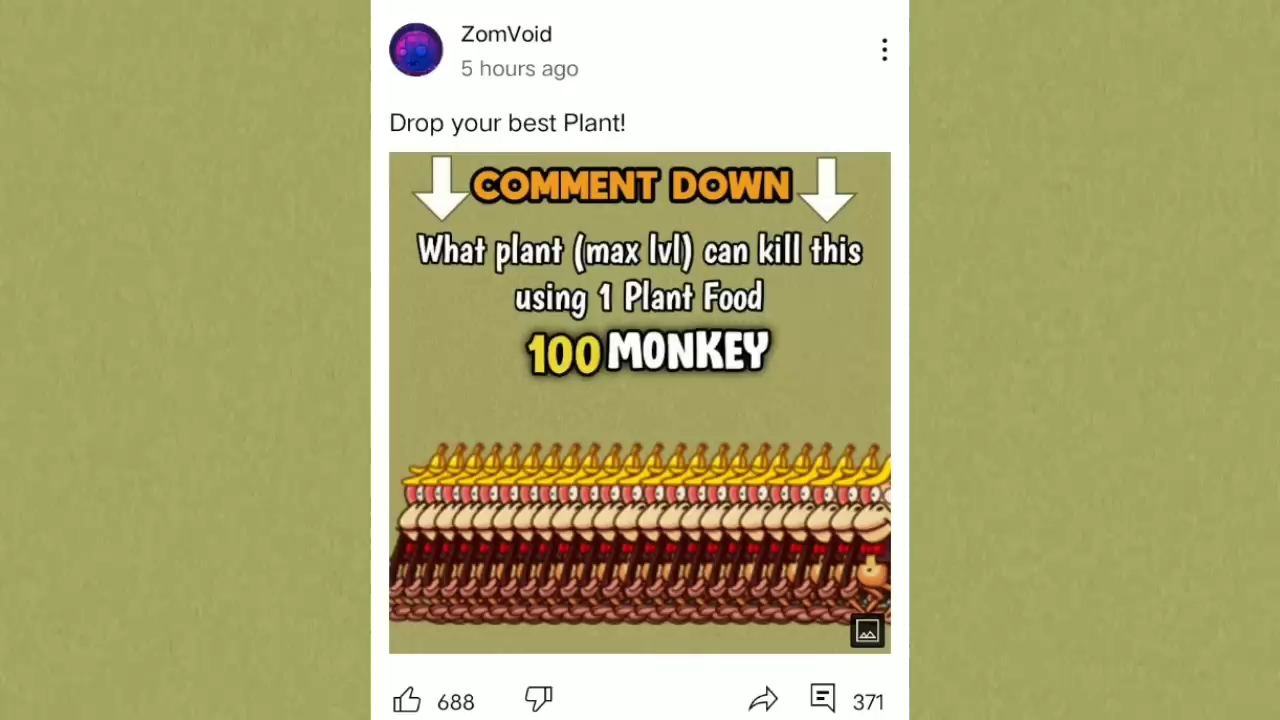 ZomVoid
5 hours ago
Drop your best Plant!
COMMENT DOWN
What plant (max lvl) can kill this
using 1 Plant Food
100 MONKEY
688
371